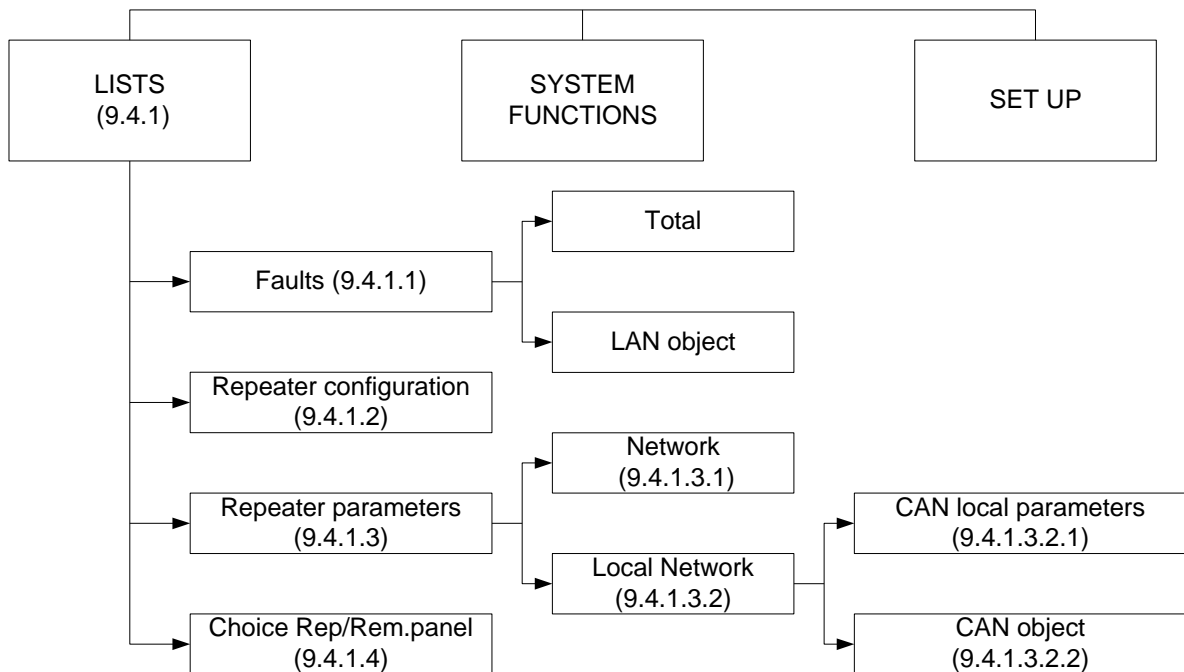 LISTS
(9.4.1)
SYSTEM
FUNCTIONS
SET UP
Total
Faults (9.4.1.1)
LAN object
Repeater configuration
(9.4.1.2)
Network
(9.4.1.3.1)
Repeater parameters
(9.4.1.3)
CAN local parameters
(9.4.1.3.2.1)
Local Network
(9.4.1.3.2)
Choice Rep/Rem.panel
(9.4.1.4)
CAN object
(9.4.1.3.2.2)